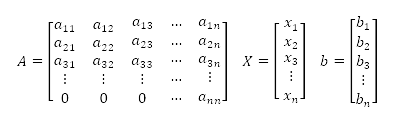 A = [a₁₁ a₁₂ a₁₃ ⋯ a₁ₙ] X = [x₁] b = [b₁]
a₂₁ a₂₂ a₂₃ ⋯ a₂ₙ x₂ b₂
a₃₁ a₃₂ a₃₃ ⋯ a₃ₙ x₃ b₃
⋮ ⋮ ⋮ ⋯ ⋮ ⋮ ⋮
0 0 0 ⋯ aₙₙ xₙ bₙ